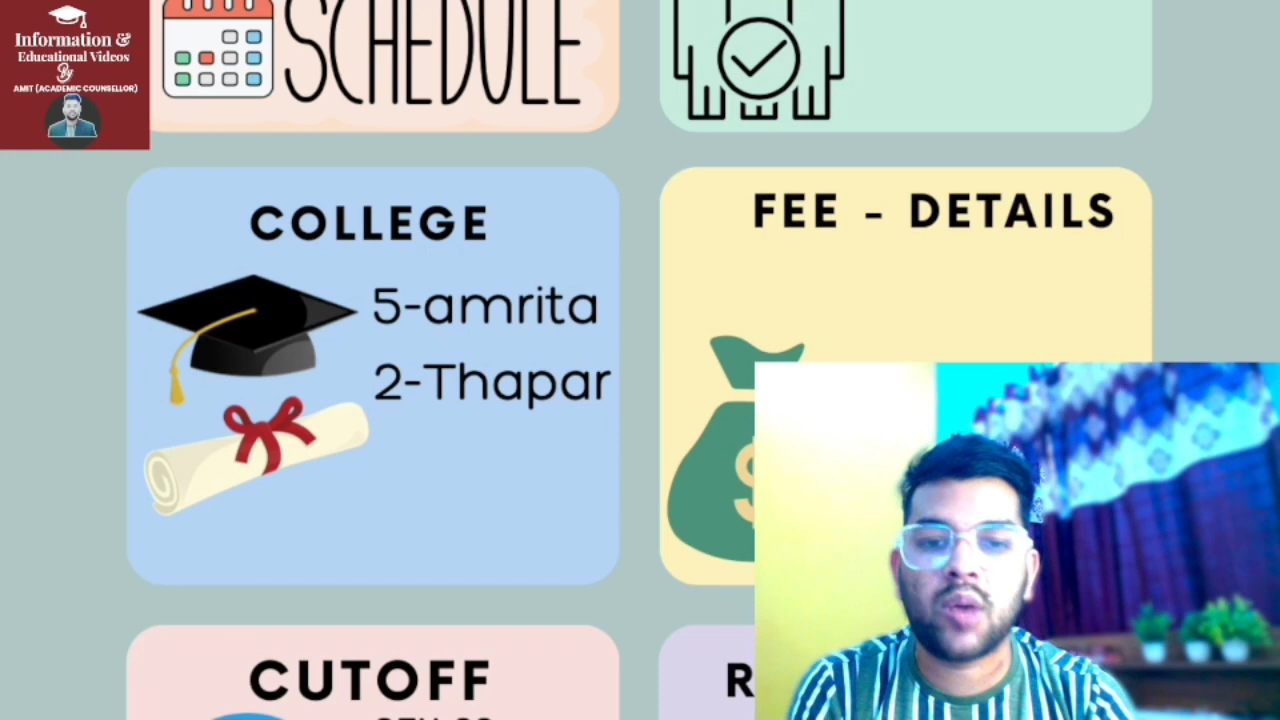 Information &
Educational Videos
By
AMIT (ACADEMIC COUNSELLOR)
SCHEDULE
COLLEGE
5-amrita
2-Thapar
FEE - DETAILS
$
CUTOFF
R